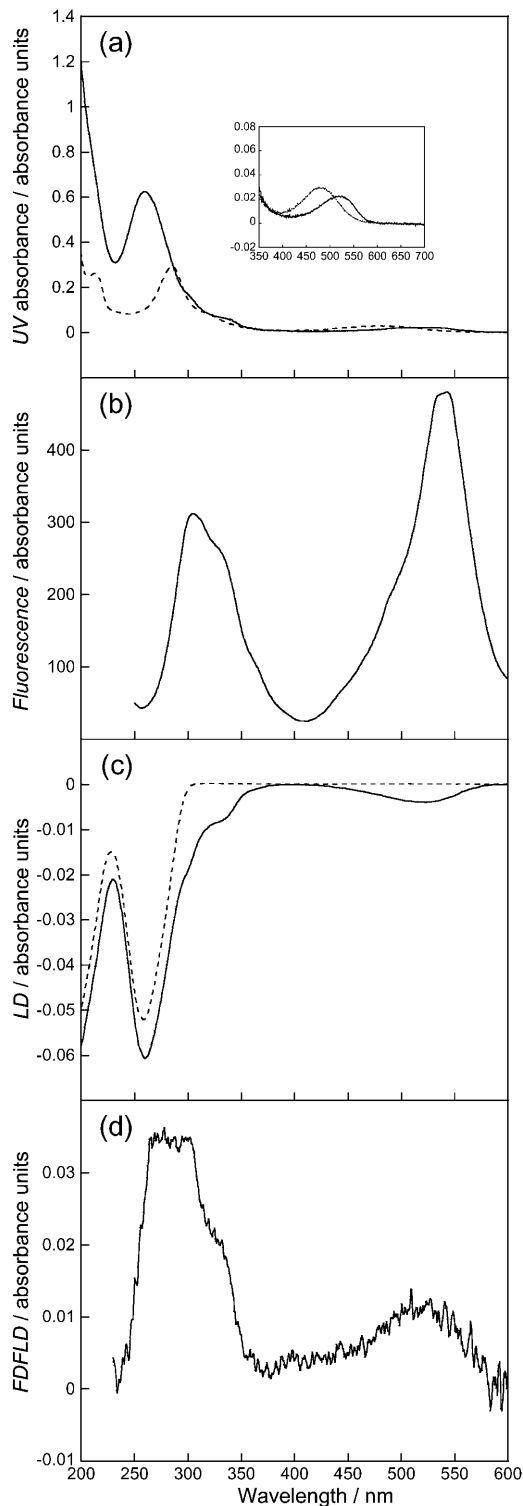 (a)
UV absorbance / absorbance units
1.4
1.2
1
0.8
0.6
0.4
0.2
0
0.08
0.06
0.04
0.02
0
-0.02
350 400 450 500 550 600 650 700
(b)
Fluorescence / absorbance units
400
300
200
100
(c)
LD / absorbance units
0
-0.01
-0.02
-0.03
-0.04
-0.05
-0.06
(d)
FDFLD / absorbance units
0.03
0.02
0.01
0
-0.01
200 250 300 350 400 450 500 550 600
Wavelength / nm